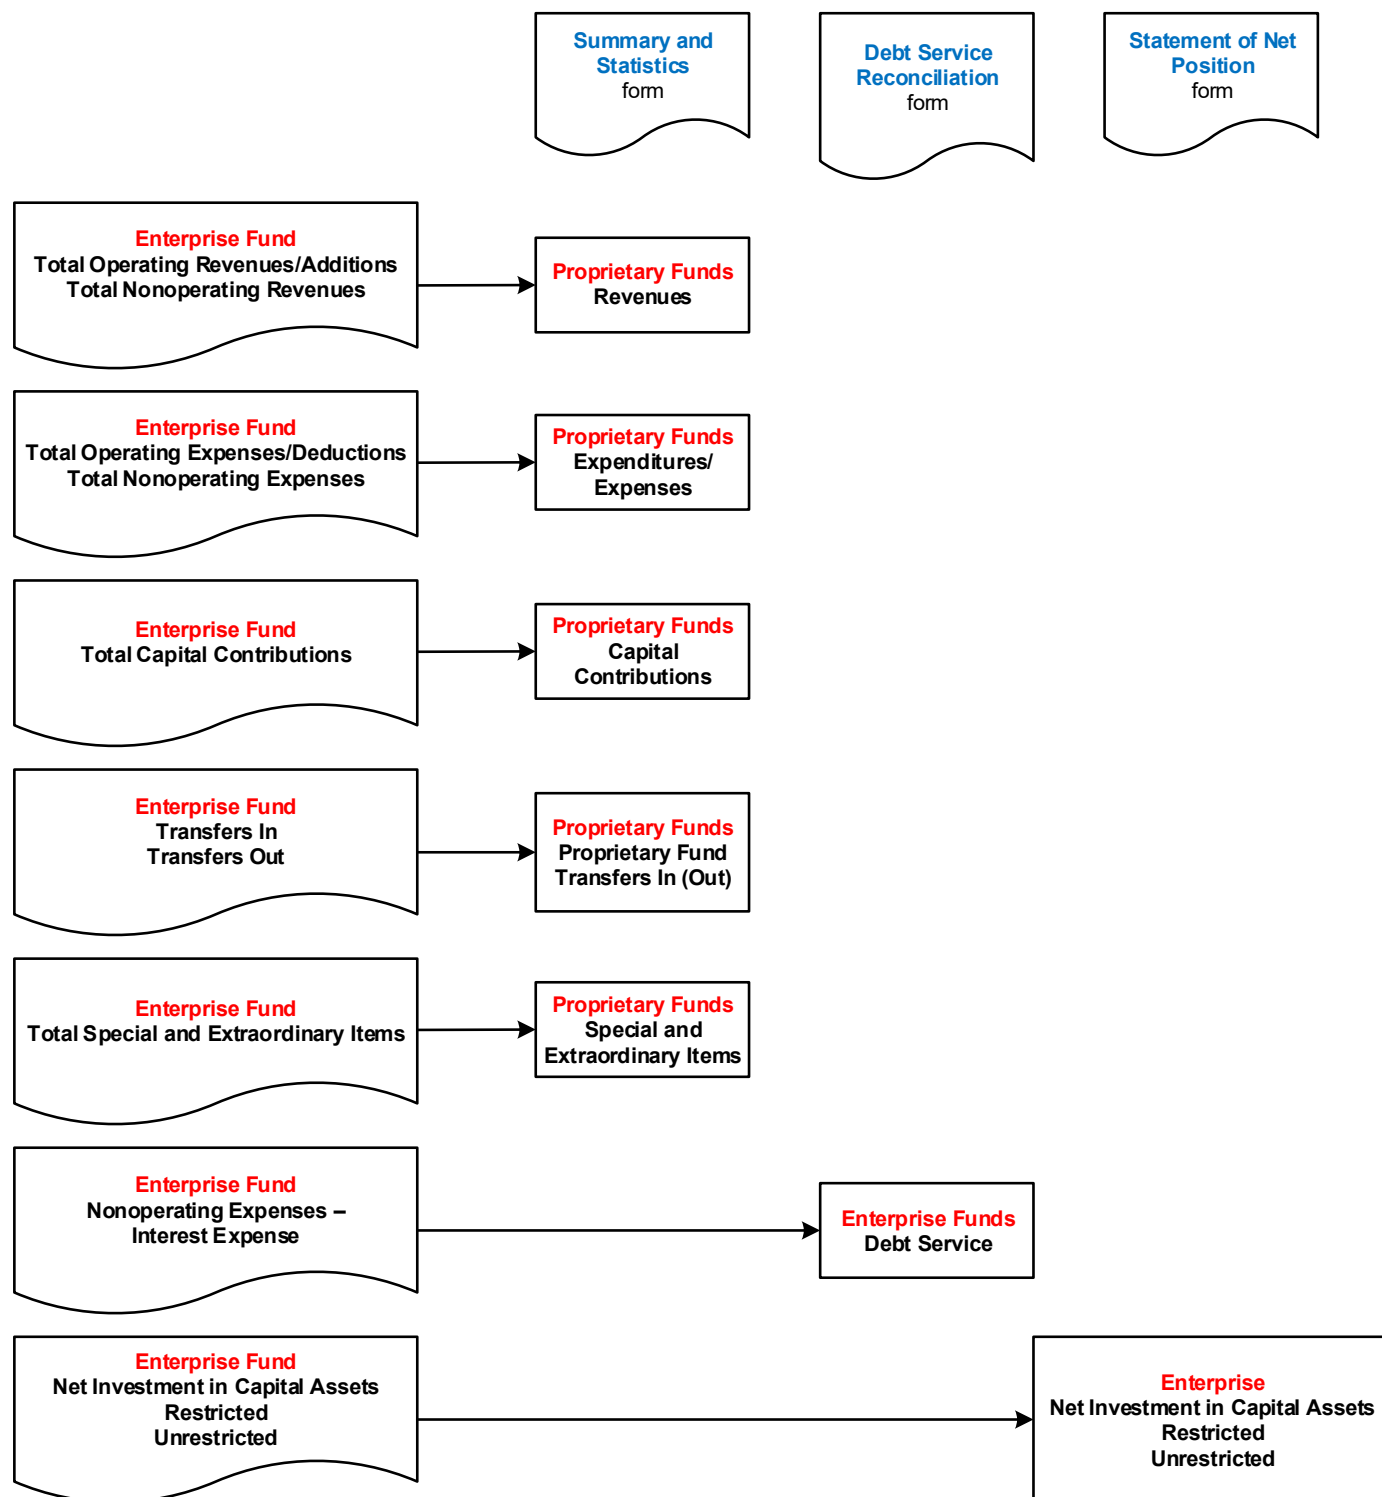 Summary and
Statistics
form
Debt Service
Reconciliation
form
Statement of Net
Position
form
Enterprise Fund
Total Operating Revenues/Additions
Total Nonoperating Revenues
Proprietary Funds
Revenues
Enterprise Fund
Total Operating Expenses/Deductions
Total Nonoperating Expenses
Proprietary Funds
Expenditures/
Expenses
Enterprise Fund
Total Capital Contributions
Proprietary Funds
Capital
Contributions
Enterprise Fund
Transfers In
Transfers Out
Proprietary Funds
Proprietary Fund
Transfers In (Out)
Enterprise Fund
Total Special and Extraordinary Items
Proprietary Funds
Special and
Extraordinary Items
Enterprise Fund
Nonoperating Expenses –
Interest Expense
Enterprise Funds
Debt Service
Enterprise Fund
Net Investment in Capital Assets
Restricted
Unrestricted
Enterprise
Net Investment in Capital Assets
Restricted
Unrestricted